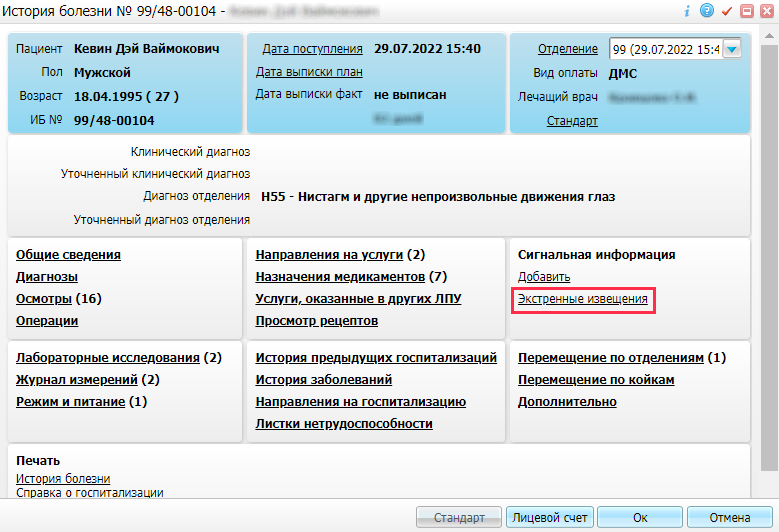 История болезни № 99/48-00104 -
Пациент Кевин Дэй Ваймокович
Пол Мужской
Возраст 18.04.1995 ( 27 )
ИБ № 99/48-00104
Дата поступления 29.07.2022 15:40
Дата выписки план
Дата выписки факт не выписан
Отделение 99 (29.07.2022 15:4
Вид оплаты ДМС
Лечащий врач
Стандарт
Клинический диагноз
Уточненный клинический диагноз
Диагноз отделения H55 - Нистагм и другие непроизвольные движения глаз
Уточненный диагноз отделения
Общие сведения
Диагнозы
Осмотры (16)
Операции
Направления на услуги (2)
Назначения медикаментов (7)
Услуги, оказанные в других ЛПУ
Просмотр рецептов
Сигнальная информация
Добавить
Экстренные извещения
Лабораторные исследования (2)
Журнал измерений (2)
Режим и питание (1)
История предыдущих госпитализаций
История заболеваний
Направления на госпитализацию
Листки нетрудоспособности
Перемещение по отделениям (1)
Перемещение по койкам
Дополнительно
Печать
История болезни
Справка о госпитализации
Стандарт
Лицевой счет
Ок
Отмена